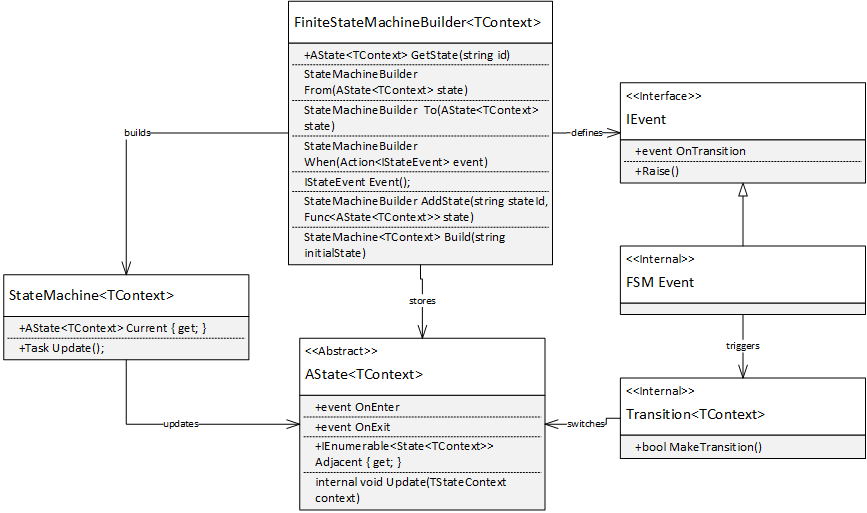 FiniteStateMachineBuilder<TContext>
+AState<TContext> GetState(string id)
StateMachineBuilder
From(AState<TContext> state)
StateMachineBuilder To(AState<TContext>
state)
StateMachineBuilder
When(Action<IStateEvent> event)
IStateEvent Event();
StateMachineBuilder AddState(string stateId,
Func<AState<TContext>> state)
StateMachine<TContext> Build(string
initialState)
builds
defines
stores
<<Interface>>
IEvent
+event OnTransition
+Raise()
<<Internal>>
FSM Event
triggers
StateMachine<TContext>
+AState<TContext> Current { get; }
+Task Update();
updates
<<Abstract>>
AState<TContext>
+event OnEnter
+event OnExit
+IEnumerable<State<TContext>>
Adjacent { get; }
internal void Update(TStateContext
context)
switches
<<Internal>>
Transition<TContext>
+bool MakeTransition()